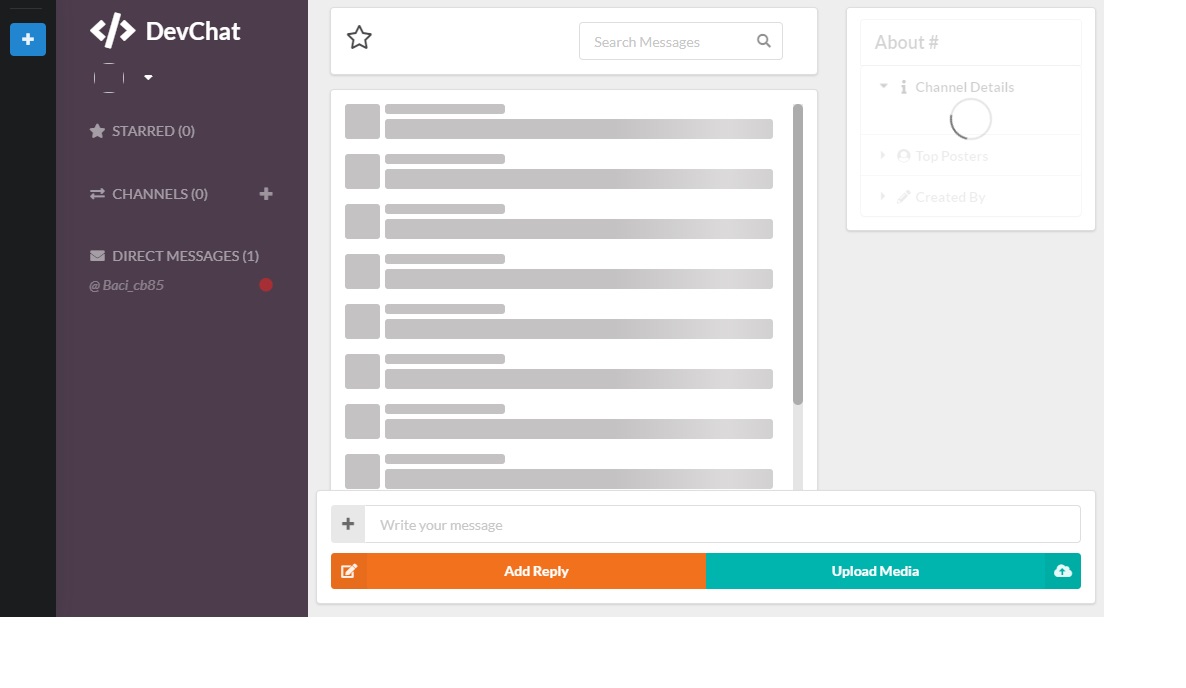 DevChat
STARRED (0)
CHANNELS (0)
DIRECT MESSAGES (1)
@ Baci_cb85
Search Messages
About #
Channel Details
Top Posters
Created By
Write your message
Add Reply
Upload Media